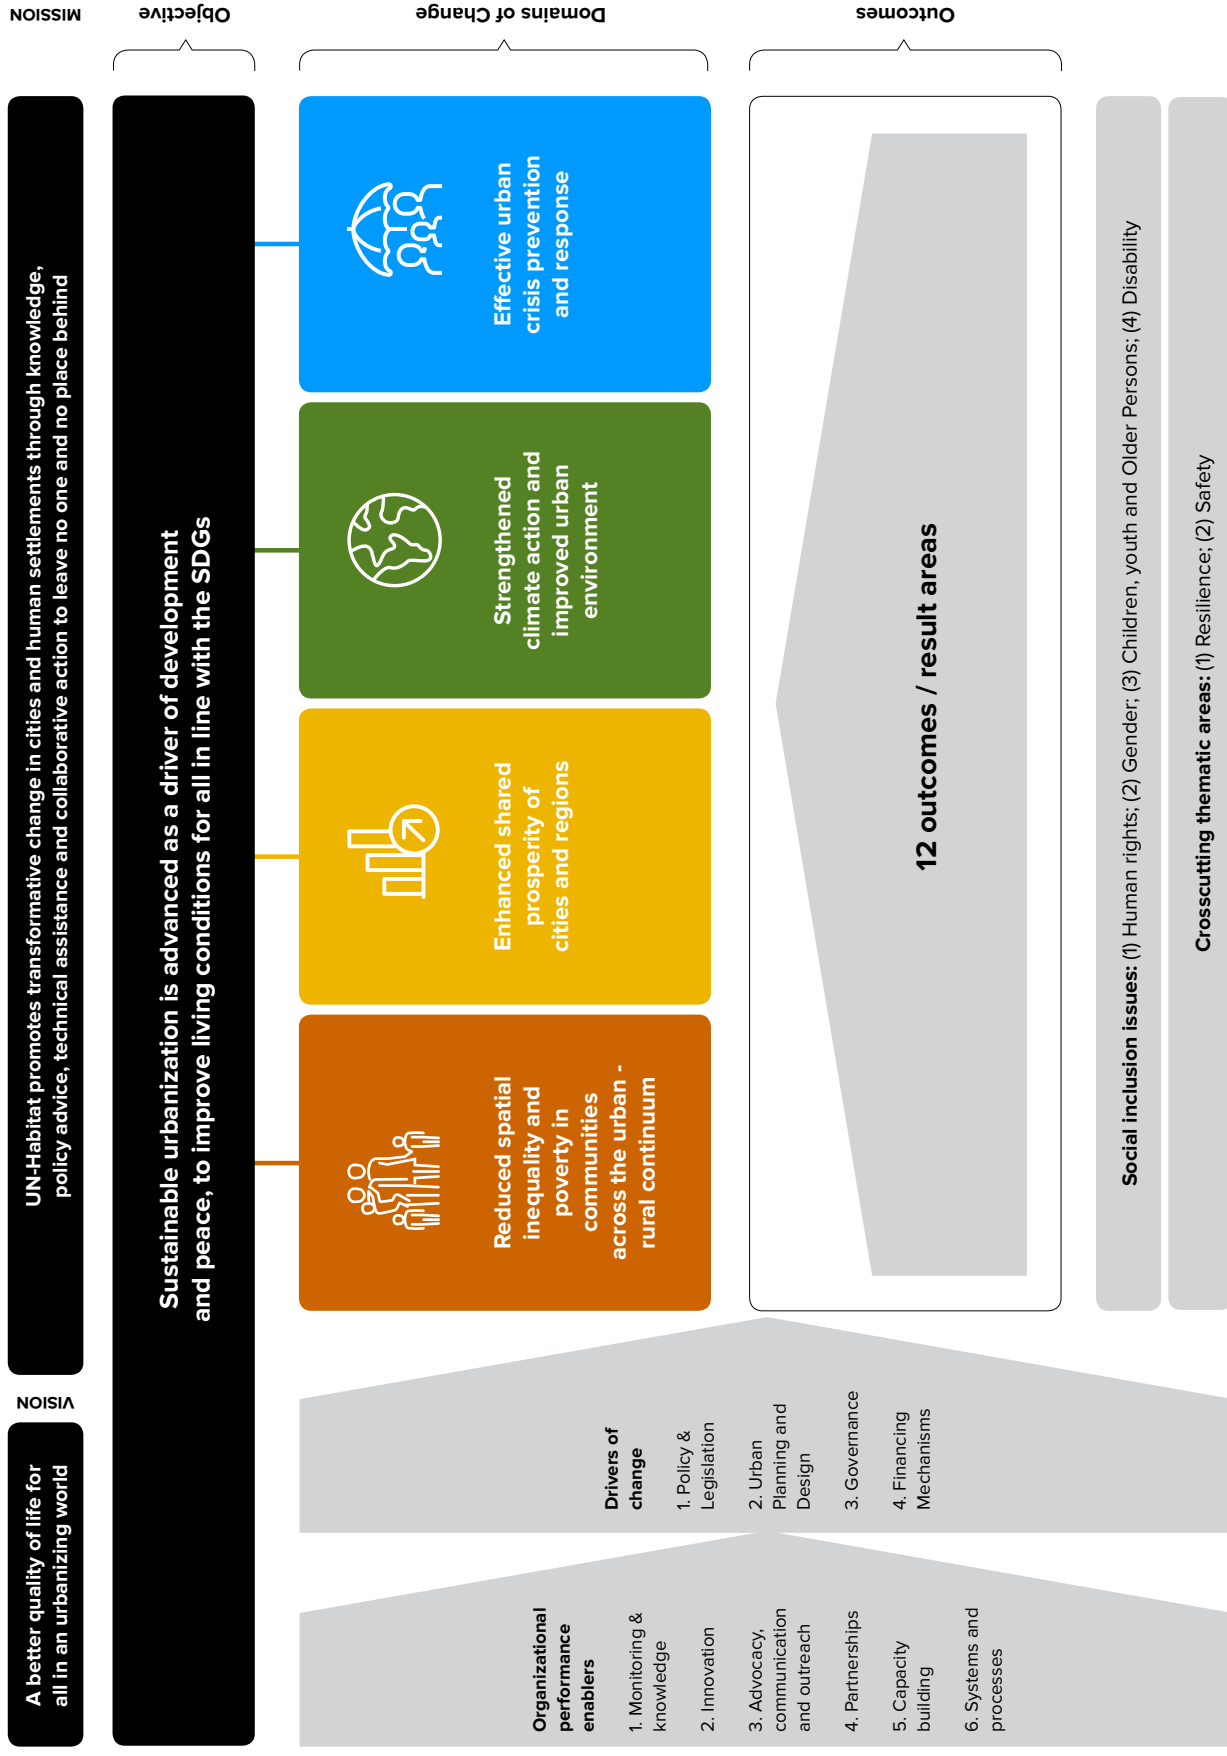 A better quality of life for
all in an urbanizing world
VISION
UN-Habitat promotes transformative change in cities and human settlements through knowledge,
policy advice, technical assistance and collaborative action to leave no one and no place behind
MISSION
Sustainable urbanization is advanced as a driver of development
and peace, to improve living conditions for all in line with the SDGs
Objective
Reduced spatial
inequality and
poverty in
communities
across the urban -
rural continuum
Enhanced shared
prosperity of
cities and regions
Strengthened
climate action and
improved urban
environment
Effective urban
crisis prevention
and response
Domains of Change
12 outcomes / result areas
Outcomes
Organizational
performance
enablers
1. Monitoring &
knowledge
2. Innovation
3. Advocacy,
communication
and outreach
4. Partnerships
5. Capacity
building
6. Systems and
processes
Drivers of
change
1. Policy &
Legislation
2. Urban
Planning and
Design
3. Governance
4. Financing
Mechanisms
Social inclusion issues: (1) Human rights; (2) Gender; (3) Children, youth and Older Persons; (4) Disability
Crosscutting thematic areas: (1) Resilience; (2) Safety